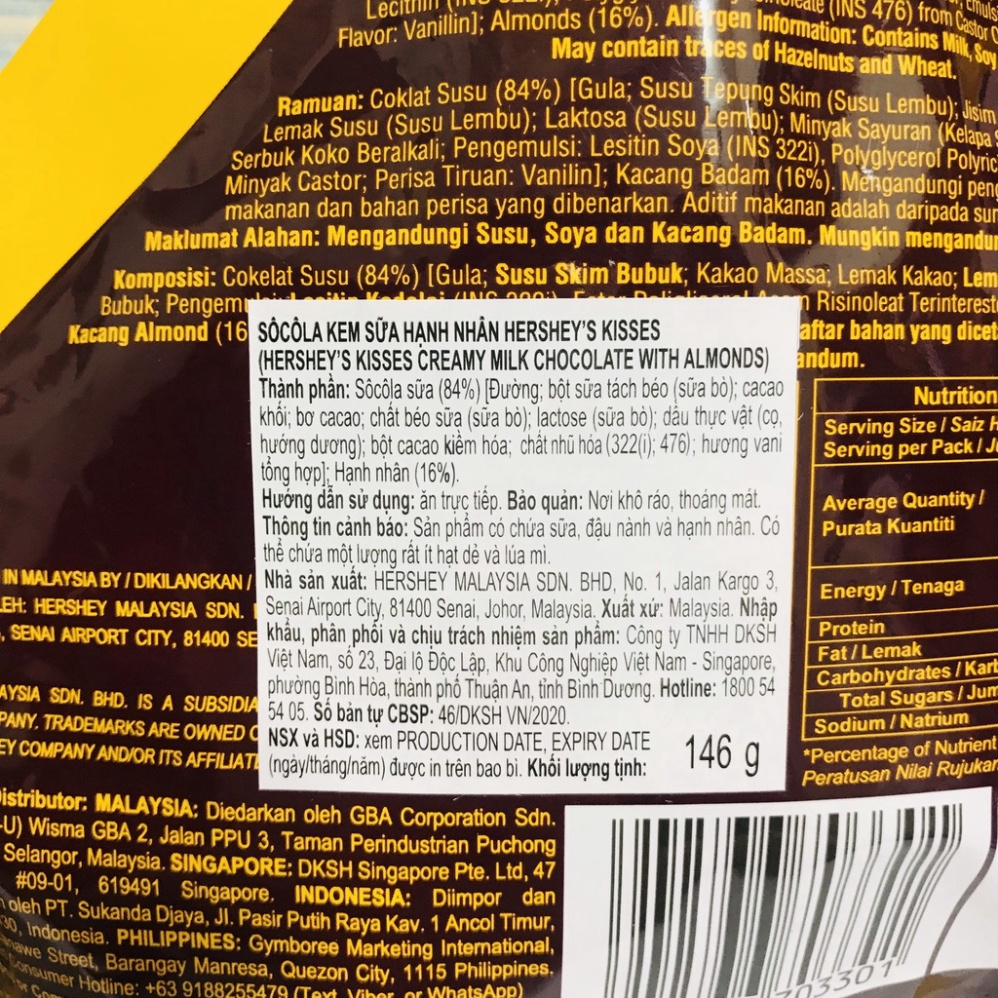 Flavor: Vanillin]; Almonds (16%). Allergen Information: Contains Milk, Soy
May contain traces of Hazelnuts and Wheat.
Ramuan: Coklat Susu (84%) [Gula; Susu Tepung Skim (Susu Lembu);
Lemak Susu (Susu Lembu); Laktosa (Susu Lembu); Minyak Sayuran (Kelapa
Serbuk Koko Beralkali; Pengemulsi: Lesitin Soya (INS 322i), Polyglycerol
Minyak Castor; Perisa Tiruan: Vanilin]; Kacang Badam (16%). Mengandungi
makanan dan bahan perisa yang dibenarkan. Aditif makanan adalah daripada
Maklumat Alahan: Mengandungi Susu, Soya dan Kacang Badam. Mungkin
Komposisi: Cokelat Susu (84%) [Gula; Susu Skim Bubuk; Kakao Massa; Lemak Kakao;
Bubuk; Risinoleat
Kacang Almond (16 bahan yang
SÔCÔLA KEM SỮA HẠNH NHÂN HERSHEY'S KISSES
(HERSHEY'S KISSES CREAMY MILK CHOCOLATE WITH ALMONDS)
Thành phần: Sôcôla sữa (84%) [Đường; bột sữa tách béo (sữa bò); cacao
khối; bơ cacao; chất béo sữa (sữa bò); lactose (sữa bò); dầu thực vật (cọ,
hướng dương); bột cacao kiềm hóa; chất nhũ hóa (322(i); 476); hương vani
tổng hợp]; Hạnh nhân (16%).
Hướng dẫn sử dụng: ăn trực tiếp. Bảo quản: Nơi khô ráo, thoáng mát.
Thông tin cảnh báo: Sản phẩm có chứa sữa, đậu nành và hạnh nhân. Có
thể chứa một lượng rất ít hạt dẻ và lúa mì.
Nhà sản xuất: HERSHEY MALAYSIA SDN. BHD, No. 1, Jalan Kargo 3,
Senai Airport City, 81400 Senai, Johor, Malaysia. Xuất xứ: Malaysia. Nhập
khẩu, phân phối và chịu trách nhiệm sản phẩm: Công ty TNHH DKSH
Việt Nam, số 23, Đại lộ Độc Lập, Khu Công Nghiệp Việt Nam - Singapore,
phường Bình Hòa, thành phố Thuận An, tỉnh Bình Dương. Hotline: 1800 54
54 05. Số bản tự CBSP: 46/DKSH VN/2020.
NSX và HSD: xem PRODUCTION DATE, EXPIRY DATE
(ngày/tháng/năm) được in trên bao bì. Khối lượng tịnh: 146 g
Nutrition
Serving Size / Saiz
Serving per Pack /
Average Quantity /
Purata Kuantiti
Energy / Tenaga
Protein
Fat / Lemak
Carbohydrates /
Total Sugars /
Sodium / Natrium
*Percentage of Nutrient
Peratusan Nilai Rujukan
IN MALAYSIA BY / DIKILANGKAN /
HERSHEY MALAYSIA SDN.
, SENAI AIRPORT CITY, 81400
SDN. BHD. IS A
TRADEMARKS ARE OWNED
COMPANY AND/OR ITS
Distributor: MALAYSIA: Diedarkan oleh GBA Corporation Sdn.
-U) Wisma GBA 2, Jalan PPU 3, Taman Perindustrian Puchong
Selangor, Malaysia. SINGAPORE: DKSH Singapore Pte. Ltd, 47
#09-01, 619491 Singapore. INDONESIA: Diimpor dan
oleh PT. Sukanda Djaya, Jl. Pasir Putih Raya Kav. 1 Ancol Timur,
Indonesia. PHILIPPINES: Gymboree Marketing International,
Street, Barangay Manresa, Quezon City, 1115 Philippines.
Consumer Hotline: +63 9188255479 (Text, Viber, or WhatsApp)